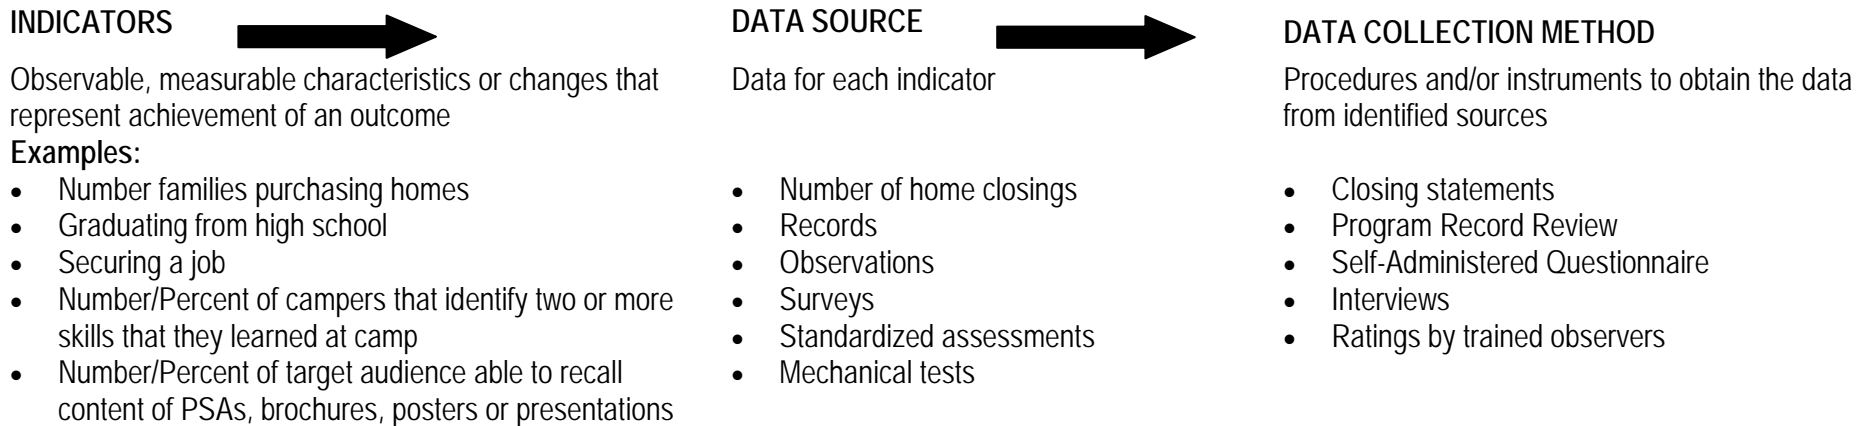 INDICATORS
Observable, measurable characteristics or changes that
represent achievement of an outcome
Examples:
• Number families purchasing homes
• Graduating from high school
• Securing a job
• Number/Percent of campers that identify two or more
skills that they learned at camp
• Number/Percent of target audience able to recall
content of PSAs, brochures, posters or presentations
DATA SOURCE
Data for each indicator
• Number of home closings
• Records
• Observations
• Surveys
• Standardized assessments
• Mechanical tests
DATA COLLECTION METHOD
Procedures and/or instruments to obtain the data
from identified sources
• Closing statements
• Program Record Review
• Self-Administered Questionnaire
• Interviews
• Ratings by trained observers